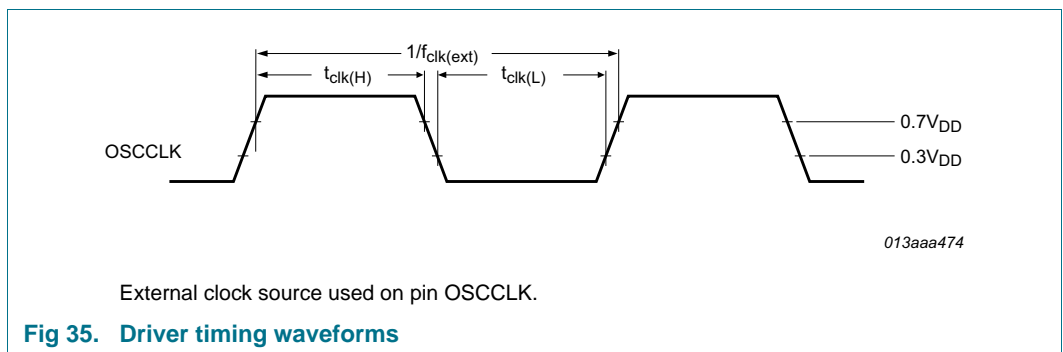 1/fclk(ext)
tclk(H) tclk(L)
0.7VDD
OSCCLK 0.3VDD
013aaa474
External clock source used on pin OSCCLK.
Fig 35. Driver timing waveforms